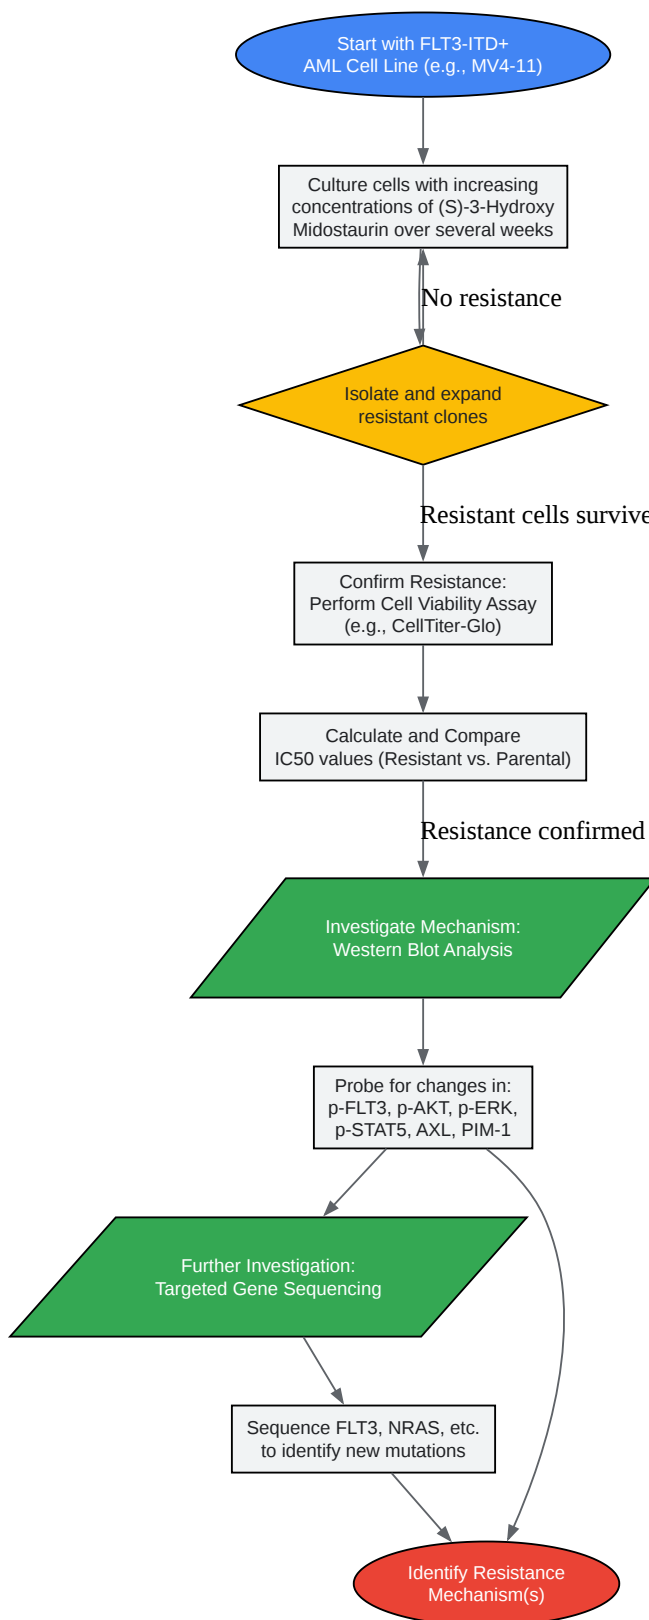 Start with FLT3-ITD+
AML Cell Line (e.g., MV4-11)
Culture cells with increasing
concentrations of (S)-3-Hydroxy
Midostaurin over several weeks
No resistance
Isolate and expand
resistant clones
Resistant cells survive
Confirm Resistance:
Perform Cell Viability Assay
(e.g., CellTiter-Glo)
Calculate and Compare
IC50 values (Resistant vs. Parental)
Resistance confirmed
Investigate Mechanism:
Western Blot Analysis
Probe for changes in:
p-FLT3, p-AKT, p-ERK,
p-STAT5, AXL, PIM-1
Further Investigation:
Targeted Gene Sequencing
Sequence FLT3, NRAS, etc.
to identify new mutations
Identify Resistance
Mechanism(s)